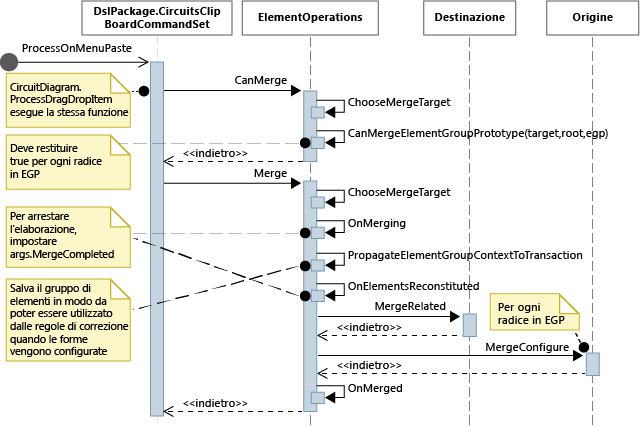 DslPackage.CircuitsClip
BoardCommandSet
ElementOperations
Destinazione
Origine
ProcessOnMenuPaste
CircuitDiagram.
ProcessDragDropItem
esegue la stessa funzione
CanMerge
ChooseMergeTarget
CanMergeElementGroupPrototype(target,root,egp)
Deve restituire
true per ogni radice
in EGP
<<indietro>
Merge
ChooseMergeTarget
Per arrestare
l'elaborazione,
impostare
args.MergeCompleted
OnMerging
PropagateElementGroupContextToTransaction
Salva il gruppo di
elementi in modo da
poter essere utilizzato
dalle regole di correzione
quando le forme
vengono configurate
OnElementsReconstituted
MergeRelated
<<indietro>
Per ogni
radice in EGP
MergeConfigure
<<indietro>
OnMerged
<<indietro>